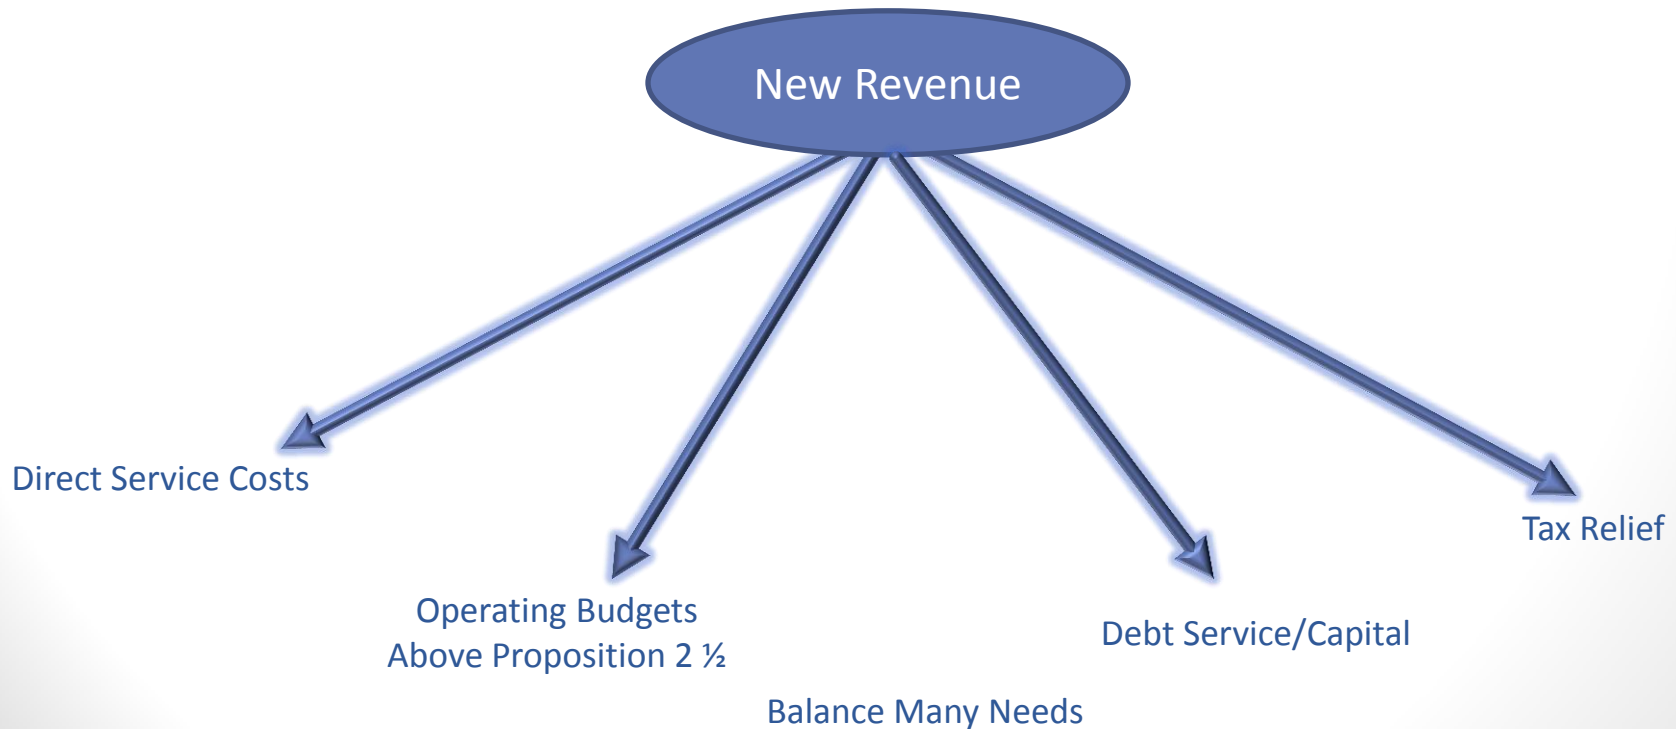 New Revenue
Direct Service Costs
Operating Budgets
Above Proposition 2 ½
Debt Service/Capital
Tax Relief
Balance Many Needs